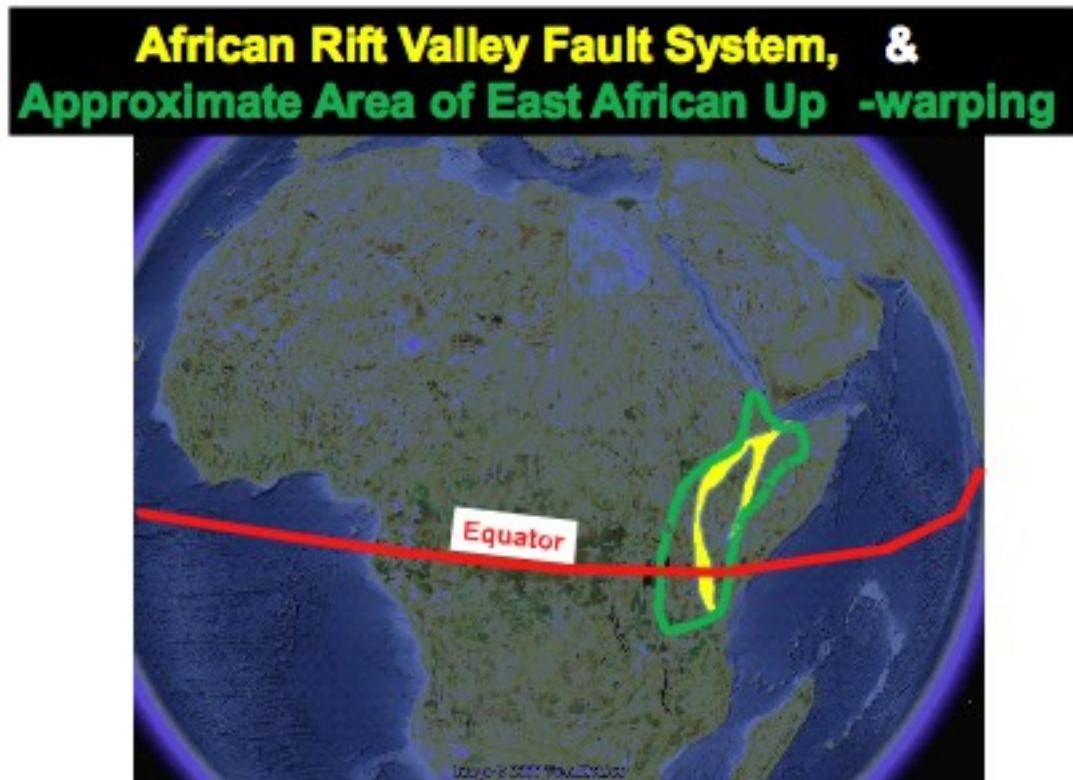 African Rift Valley Fault System, &
Approximate Area of East African Up -warping
Equator